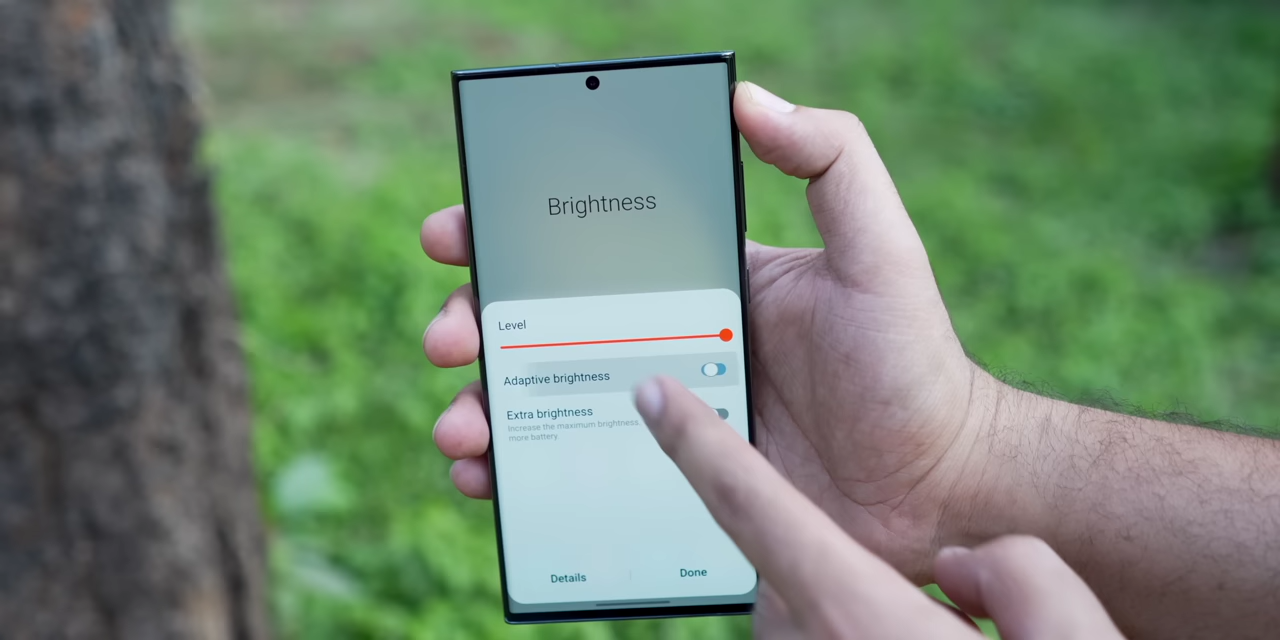 Brightness
Level
Adaptive brightness
Extra brightness
Increase the maximum brightness.
more battery
Details
Done